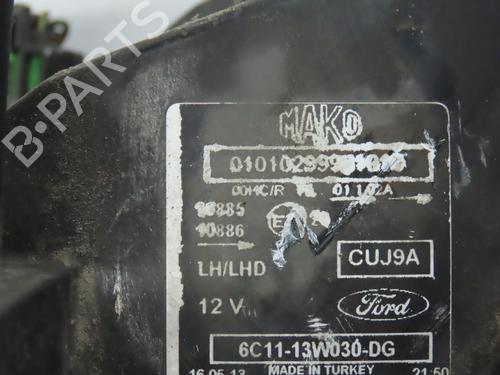 B-PARTS
MAKO
00HC/R
10885
10886
LH/LHD
CUJ9A
12 V
Ford
6C11-13W030-DG
MADE IN TURKEY
16.05.13 21:50